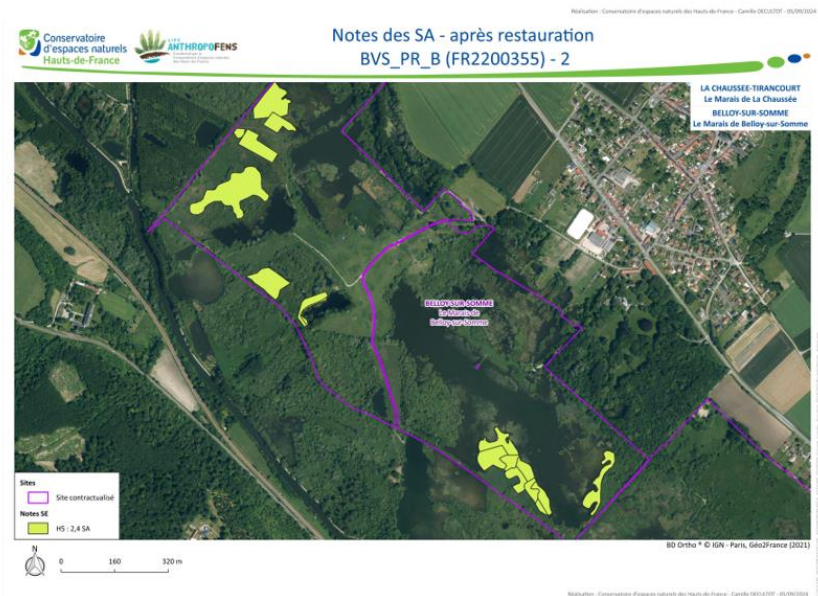 Réalisation : Conservatoire d'espaces naturels des Hauts-de-France - Camille DECULTOT - 05/09/2024
Conservatoire
d'espaces naturels
Hauts-de-France
LIFE
ANTHROPOFENS
Notes des SA - après restauration
BVS_PR_B (FR2200355) - 2
LA CHAUSSEE-TIRANCOURT
Le Marais de La Chaussée
BELLOY-SUR-SOMME
Le Marais de Belloy-sur-Somme
BELLOY-SUR-SOMME
Le Marais de
Belloy-sur-Somme
Sites
Site contractualisé
Notes SE
HS : 2,4 SA
BD Ortho ® © IGN - Paris, Géo2France (2021)
N
0 160 320 m
Réalisation : Conservatoire d'espaces naturels des Hauts-de-France - Camille DECULTOT - 05/09/2024